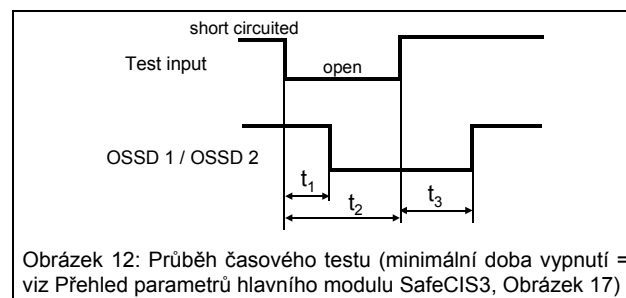 short circuited
Test input
open
OSSD 1 / OSSD 2
t1
t2
t3
Obrázek 12: Průběh časového testu (minimální doba vypnutí =
viz Přehled parametrů hlavního modulu SafeCIS3, Obrázek 17)